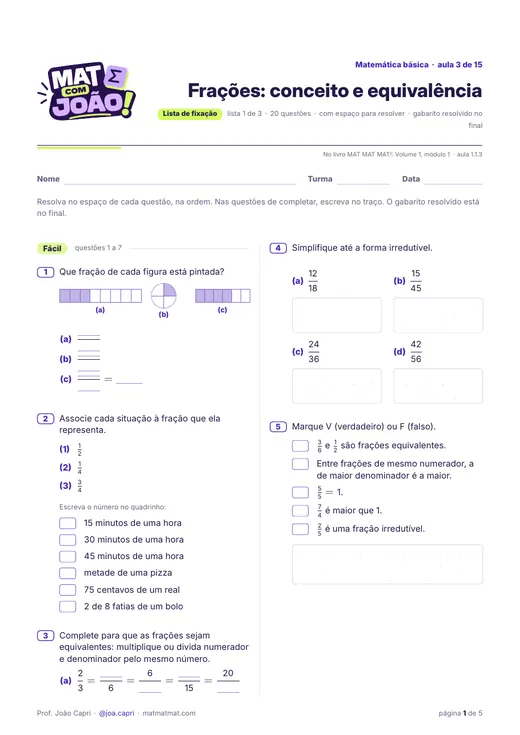 MAT
COM
JOÃO!
Matemática básica · aula 3 de 15
Frações: conceito e equivalência
Lista de fixação lista 1 de 3 · 20 questões · com espaço para resolver · gabarito resolvido no
final
No livro MAT MAT MAT!! Volume 1, módulo 1 · aula 1.1.3
Nome Turma Data
Resolva no espaço de cada questão, na ordem. Nas questões de completar, escreva no traço. O gabarito resolvido está
no final.
Fácil questões 1 a 7
1 Que fração de cada figura está pintada?
(a) (b) (c)
(a)
(b)
(c) =
2 Associe cada situação à fração que ela
representa.
(1) 1/2
(2) 1/4
(3) 3/4
Escreva o número no quadrinho:
15 minutos de uma hora
30 minutos de uma hora
45 minutos de uma hora
metade de uma pizza
75 centavos de um real
2 de 8 fatias de um bolo
3 Complete para que as frações sejam
equivalentes: multiplique ou divida numerador
e denominador pelo mesmo número.
(a) 2/3 = __/6 = 6/__ = __/15 = 20/__
4 Simplifique até a forma irredutível.
(a) 12/18 (b) 15/45
(c) 24/36 (d) 42/56
5 Marque V (verdadeiro) ou F (falso).
3/6 e 1/2 são frações equivalentes.
Entre frações de mesmo numerador, a
de maior denominador é a maior.
5/5 = 1.
7/4 é maior que 1.
2/5 é uma fração irredutível.
Prof. João Capri · @joa.capri · matmatmat.com
página 1 de 5